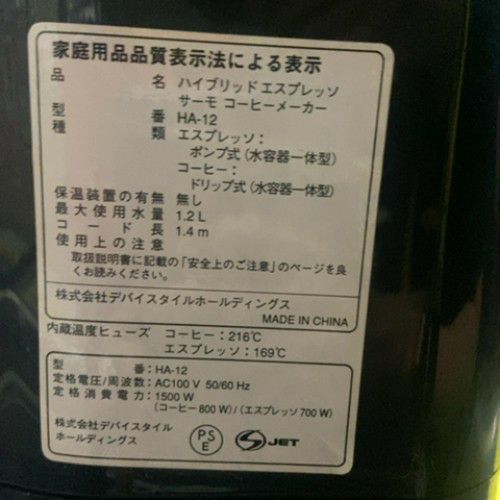 家庭用品品質表示法による表示
品 名 ハイブリッドエスプレッソ
サーモ コーヒーメーカー
型 番 HA-12
種 類 エスプレッソ：
ポンプ式（水容器一体型）
コーヒー：
ドリップ式（水容器一体型）
保温装置の有無 無し
最大使用水量 1.2 L
コード長 1.4 m
使用上の注意
取扱説明書に記載の「安全上のご注意」のページを良
くお読みください。
株式会社デバイスタイルホールディングス
MADE IN CHINA
内蔵温度ヒューズ コーヒー：216℃
エスプレッソ：169℃
型 番：HA-12
定格電圧/周波数：AC100 V 50/60 Hz
定格消費電力：1500 W
（コーヒー800 W）/（エスプレッソ700 W）
株式会社デバイスタイル
ホールディングス
PS
E
JET